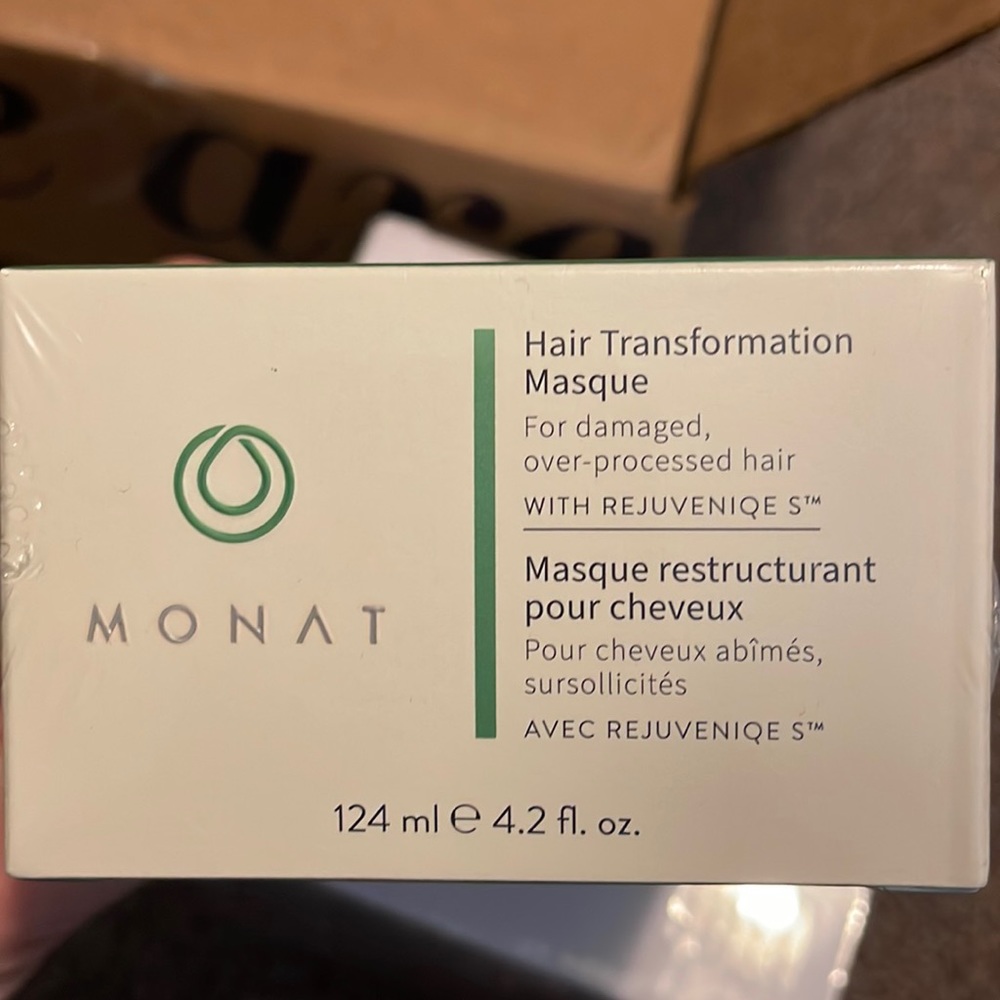 MONAT
Hair Transformation
Masque
For damaged,
over-processed hair
WITH REJUVENIQE S™
Masque restructurant
pour cheveux
Pour cheveux abîmés,
sursollicités
AVEC REJUVENIQE S™
124 ml ℮ 4.2 fl. oz.